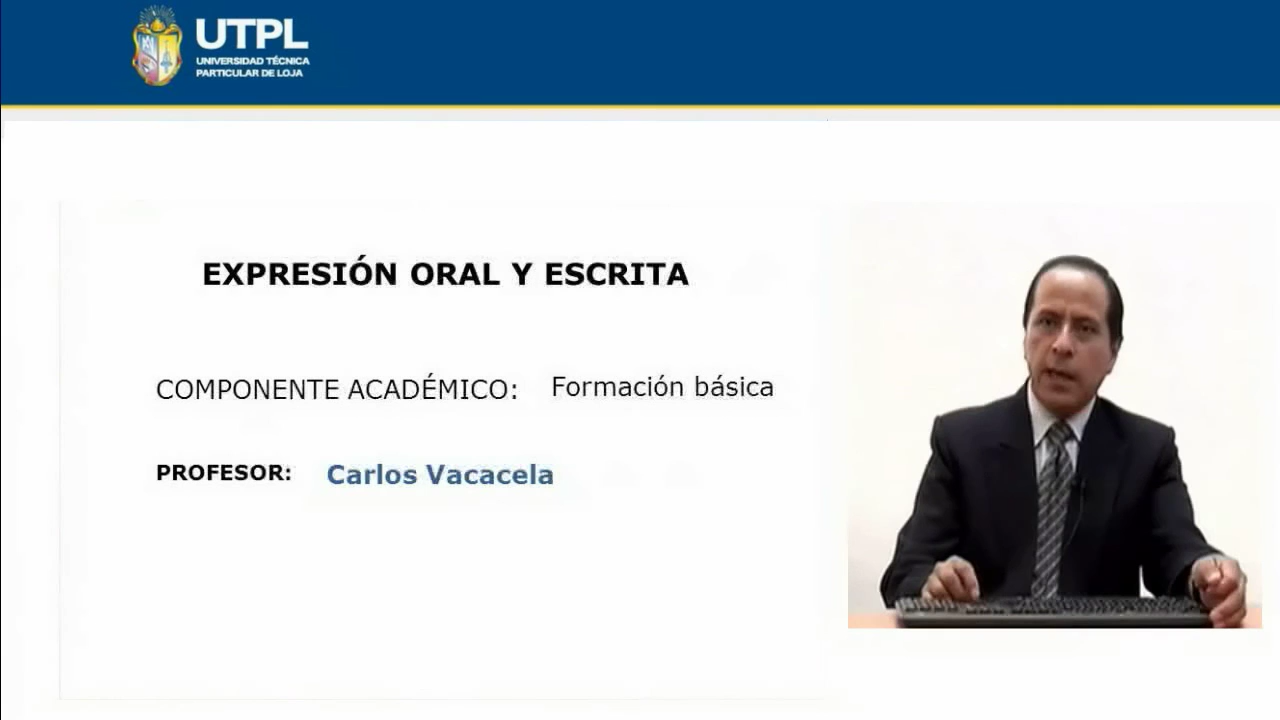 UTPL
UNIVERSIDAD TÉCNICA
PARTICULAR DE LOJA
EXPRESIÓN ORAL Y ESCRITA
COMPONENTE ACADÉMICO: Formación básica
PROFESOR: Carlos Vacacela